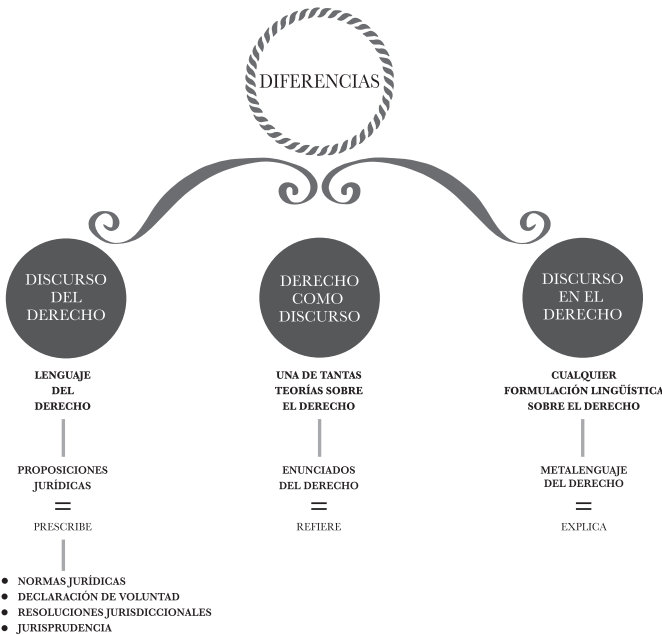 DIFERENCIAS
DISCURSO
DEL
DERECHO
LENGUAJE
DEL
DERECHO
PROPOSICIONES
JURÍDICAS
=
PRESCRIBE
• NORMAS JURÍDICAS
• DECLARACIÓN DE VOLUNTAD
• RESOLUCIONES JURISDICCIONALES
• JURISPRUDENCIA
DERECHO
COMO
DISCURSO
UNA DE TANTAS
TEORÍAS SOBRE
EL DERECHO
ENUNCIADOS
DEL DERECHO
=
REFIERE
DISCURSO
EN EL
DERECHO
CUALQUIER
FORMULACIÓN LINGÜÍSTICA
SOBRE EL DERECHO
METALENGUAJE
DEL DERECHO
=
EXPLICA